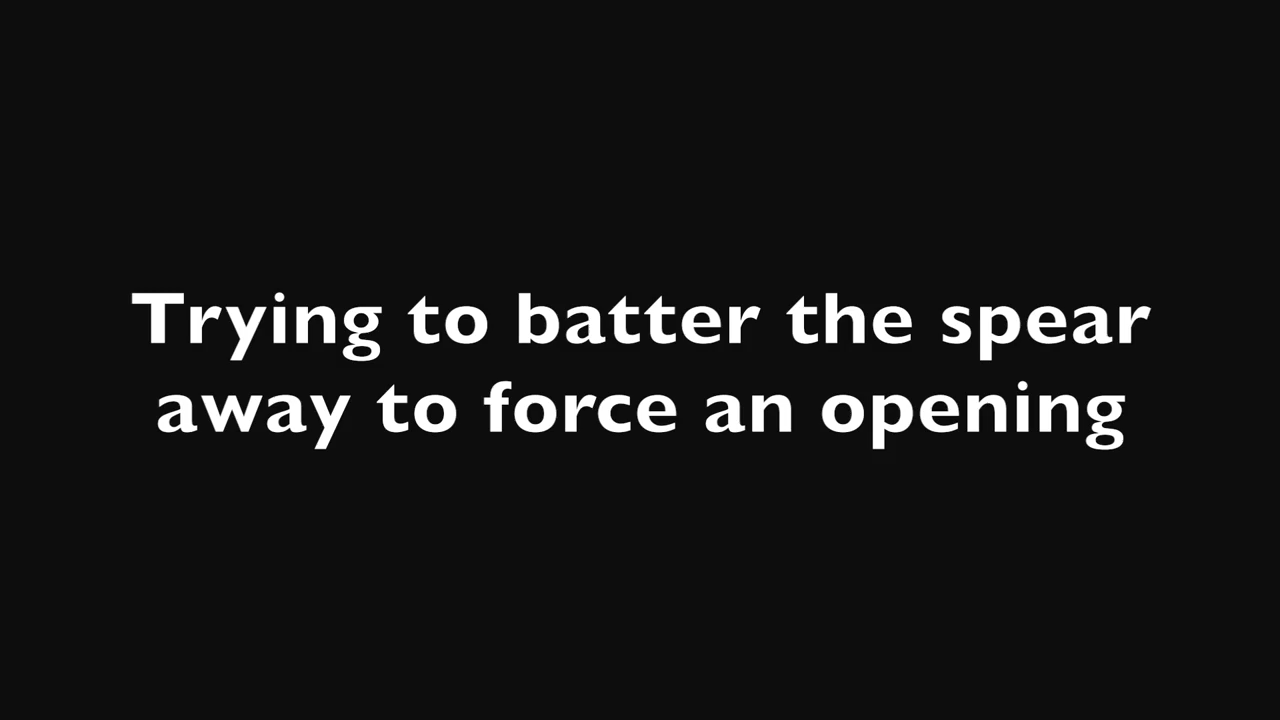 Trying to batter the spear
away to force an opening